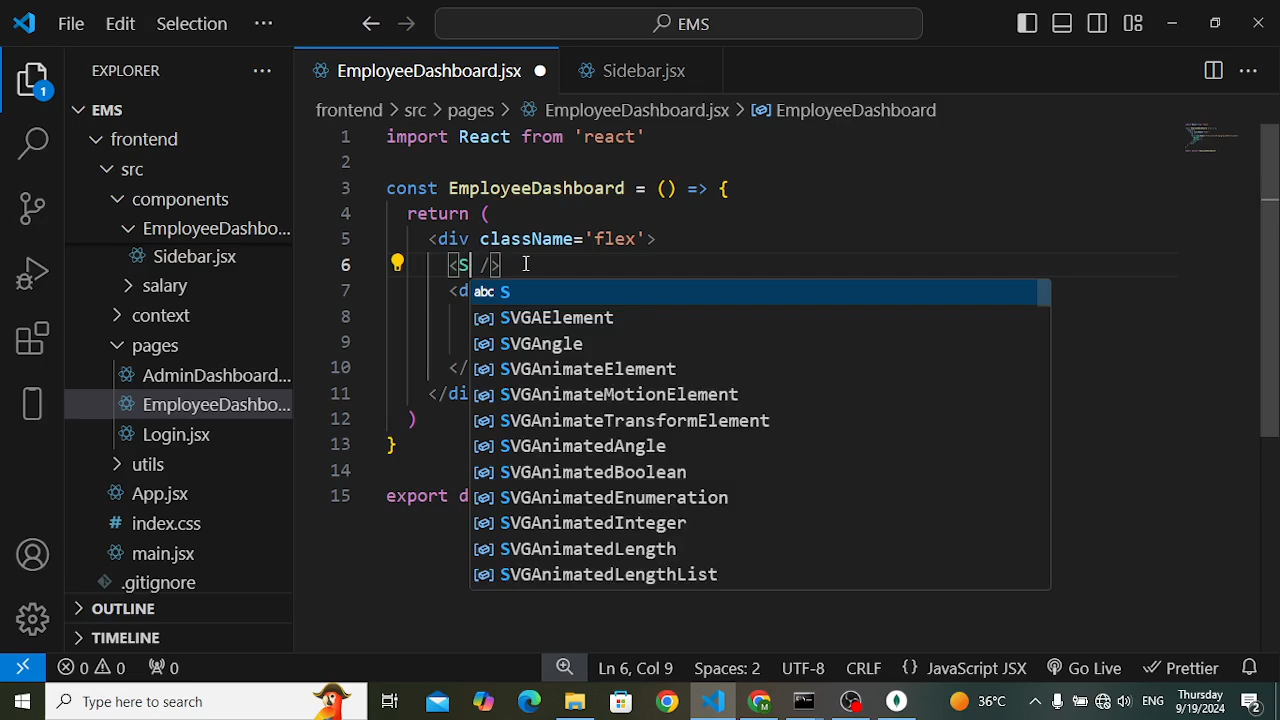 File Edit Selection ··· EMS
EXPLORER ···
EmployeeDashboard.jsx Sidebar.jsx ···
EMS
frontend > src > pages > EmployeeDashboard.jsx > EmployeeDashboard
frontend
src
components
EmployeeDashbo...
Sidebar.jsx
salary
context
pages
AdminDashboard...
EmployeeDashbo...
Login.jsx
utils
App.jsx
index.css
main.jsx
.gitignore
OUTLINE
TIMELINE
1 import React from 'react'
2
3 const EmployeeDashboard = () => {
4 return (
5 <div className='flex'>
6 <S />
7 <d
8
9
10 </
11 </di
12 )
13 }
14
15 export d
abc S
SVGAElement
SVGAngle
SVGAnimateElement
SVGAnimateMotionElement
SVGAnimateTransformElement
SVGAnimatedAngle
SVGAnimatedBoolean
SVGAnimatedEnumeration
SVGAnimatedInteger
SVGAnimatedLength
SVGAnimatedLengthList
0 0 0 Ln 6, Col 9 Spaces: 2 UTF-8 CRLF {} JavaScript JSX Go Live Prettier
Type here to search 36°C ENG Thursday
9/19/2024 2
1